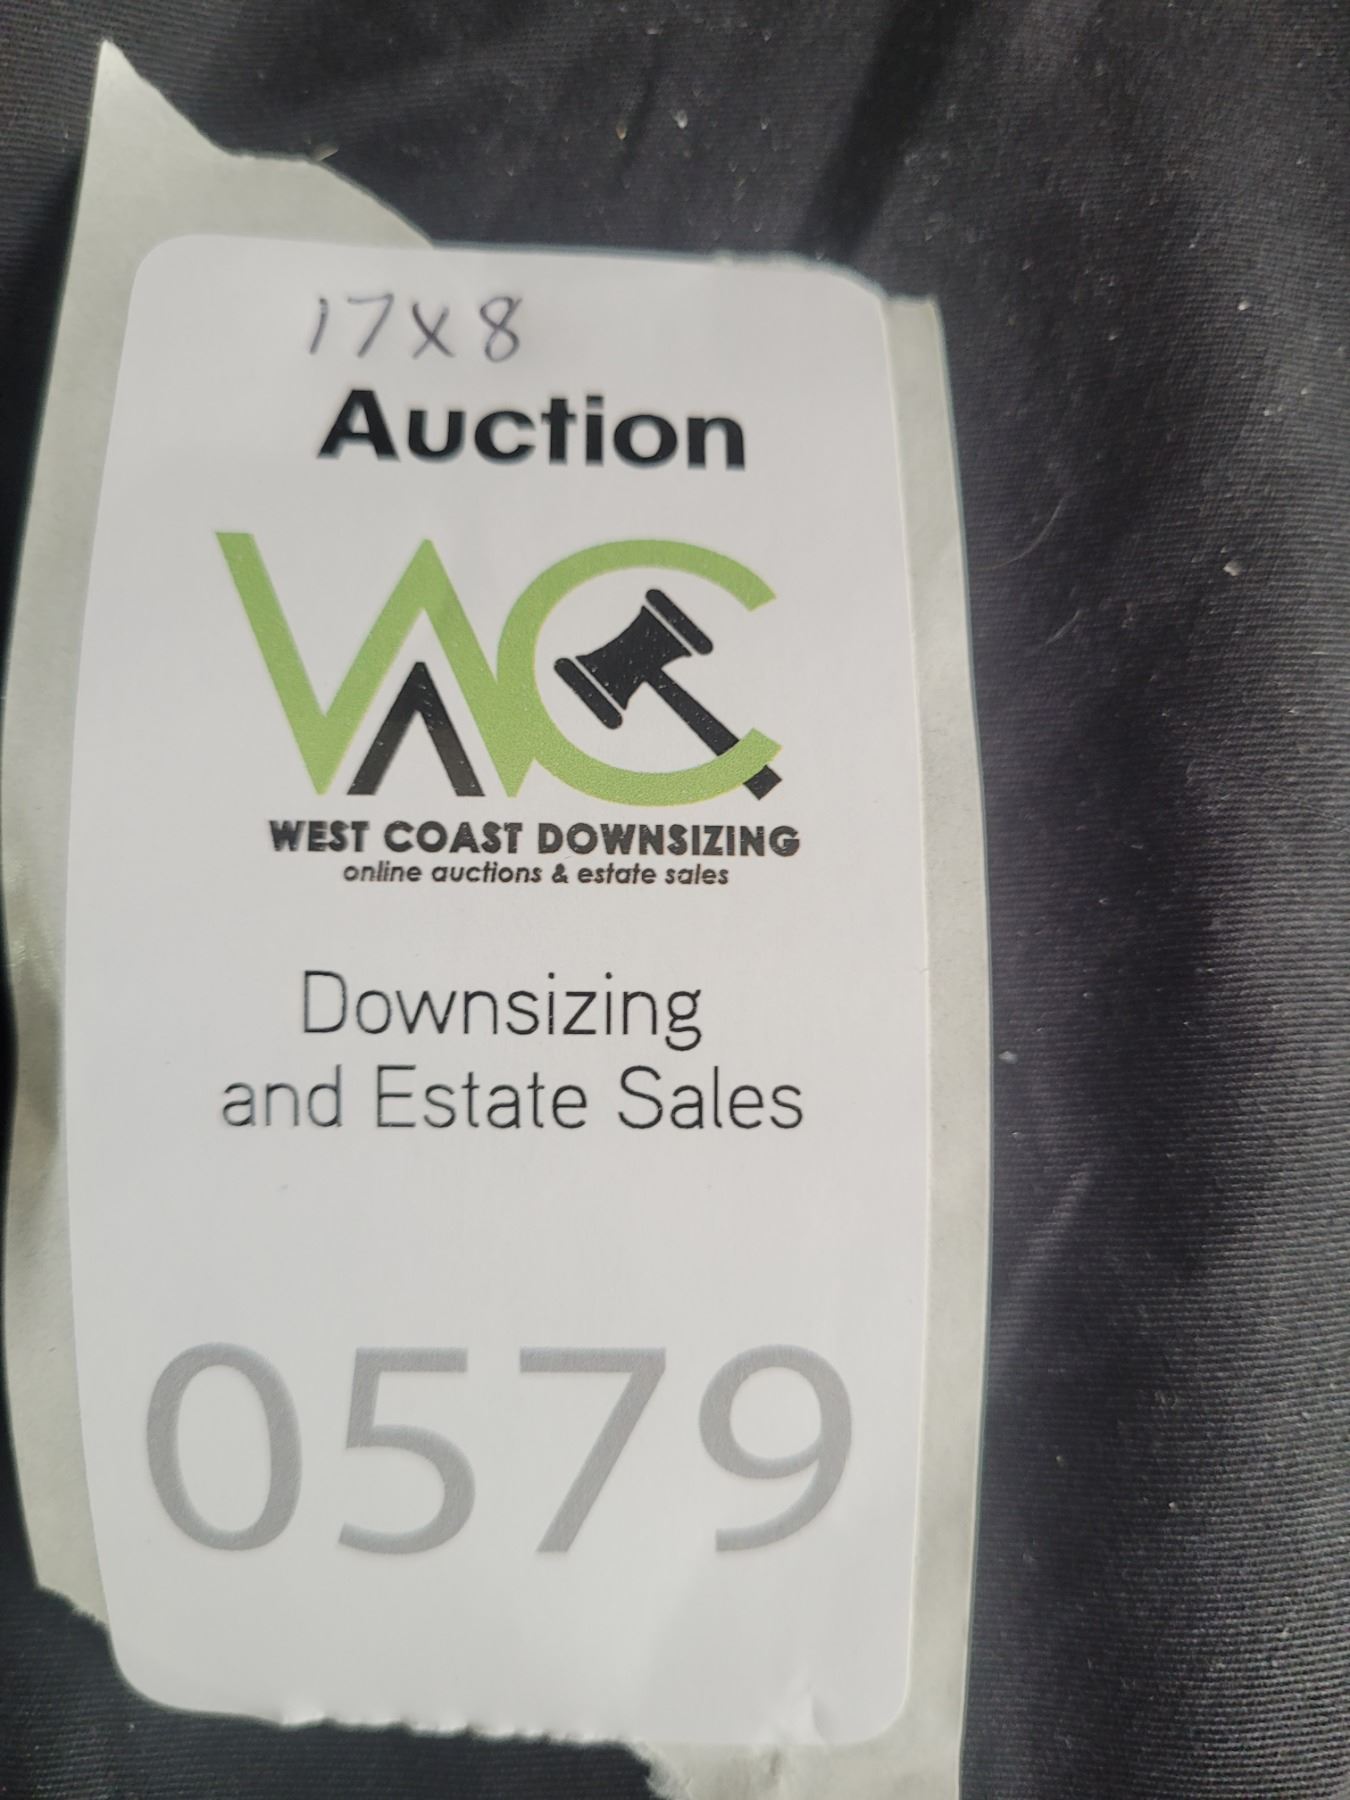 17X8
Auction
WC
WEST COAST DOWNSIZING
online auctions & estate sales
Downsizing
and Estate Sales
0579